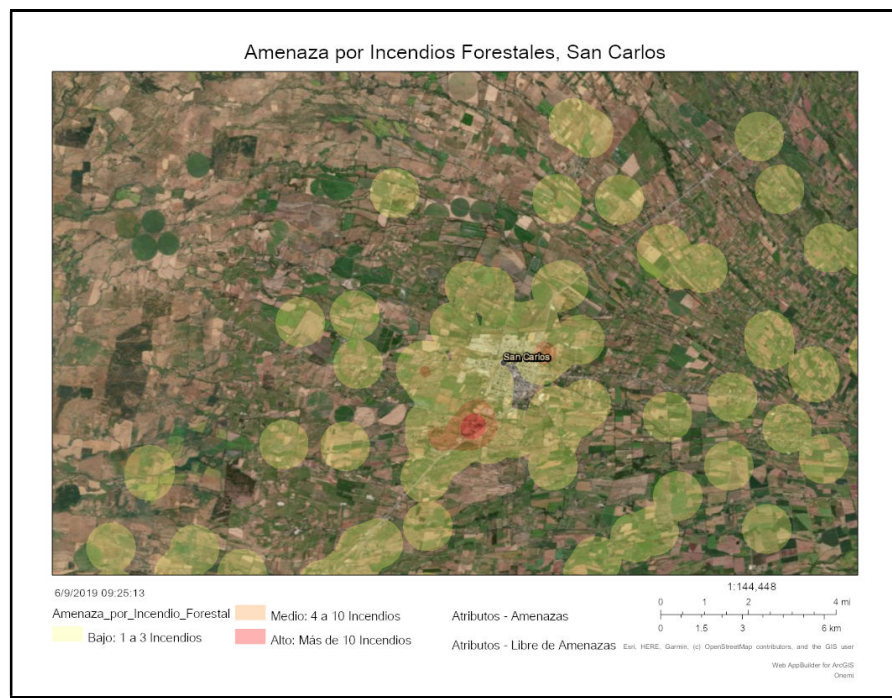 Amenaza por Incendios Forestales, San Carlos
San Carlos
6/9/2019 09:25:13
Amenaza_por_Incendio_Forestal
Bajo: 1 a 3 Incendios
Medio: 4 a 10 Incendios
Alto: Más de 10 Incendios
Atributos - Amenazas
Atributos - Libre de Amenazas
1:144,448
0 1 2 4 mi
0 1.5 3 6 km
Esri, HERE, Garmin, (c) OpenStreetMap contributors, and the GIS user
Web AppBuilder for ArcGIS
Onemi